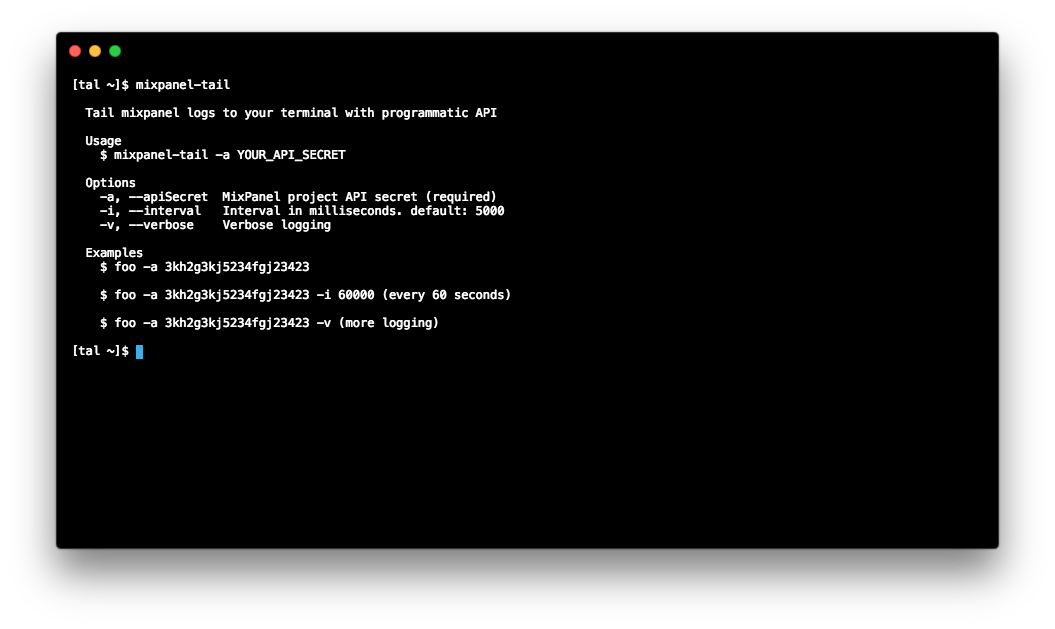 [tal ~]$ mixpanel-tail
Tail mixpanel logs to your terminal with programmatic API
Usage
$ mixpanel-tail -a YOUR_API_SECRET
Options
-a, --apiSecret  MixPanel project API secret (required)
-i, --interval   Interval in milliseconds. default: 5000
-v, --verbose    Verbose logging
Examples
$ foo -a 3kh2g3kj5234fgj23423
$ foo -a 3kh2g3kj5234fgj23423 -i 60000 (every 60 seconds)
$ foo -a 3kh2g3kj5234fgj23423 -v (more logging)
[tal ~]$